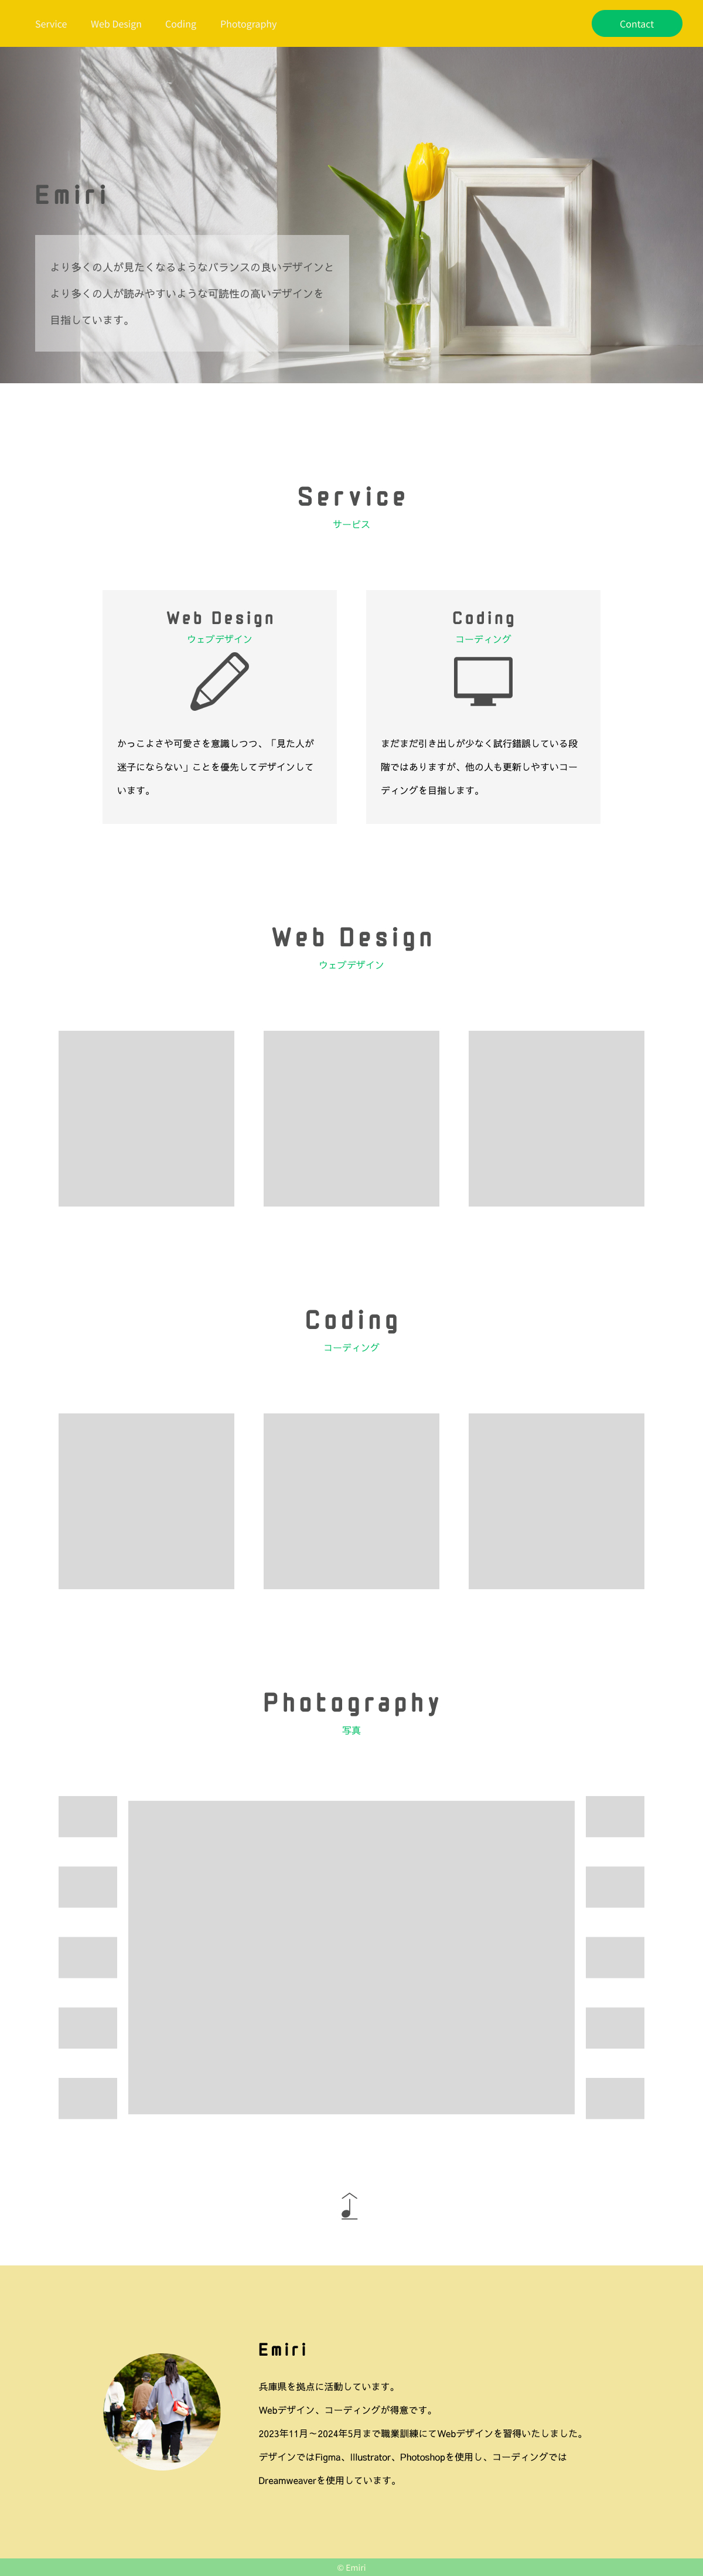 Service Web Design Coding Photography Contact
Emiri
より多くの人が見たくなるようなバランスの良いデザインと
より多くの人が読みやすいような可読性の高いデザインを
目指しています。
Service
サービス
Web Design
ウェブデザイン
かっこよさや可愛さを意識しつつ、「見た人が
迷子にならない」ことを優先してデザインして
います。
Coding
コーディング
まだまだ引き出しが少なく試行錯誤している段
階ではありますが、他の人も更新しやすいコー
ディングを目指します。
Web Design
ウェブデザイン
Coding
コーディング
Photography
写真
Emiri
兵庫県を拠点に活動しています。
Webデザイン、コーディングが得意です。
2023年11月～2024年5月まで職業訓練にてWebデザインを習得いたしました。
デザインではFigma、Illustrator、Photoshopを使用し、コーディングでは
Dreamweaverを使用しています。
© Emiri